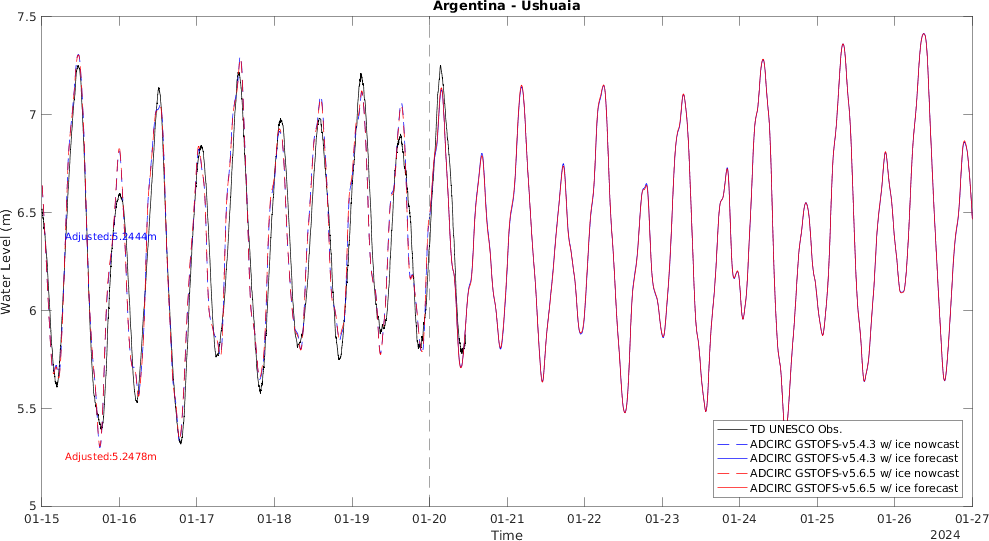 Argentina - Ushuaia
Water Level (m)
7.5
7
6.5
6
5.5
5
Adjusted:5.2444m
Adjusted:5.2478m
TD UNESCO Obs.
ADCIRC GSTOFS-v5.4.3 w/ ice nowcast
ADCIRC GSTOFS-v5.4.3 w/ ice forecast
ADCIRC GSTOFS-v5.6.5 w/ ice nowcast
ADCIRC GSTOFS-v5.6.5 w/ ice forecast
01-15 01-16 01-17 01-18 01-19 01-20 01-21 01-22 01-23 01-24 01-25 01-26 01-27
Time
2024